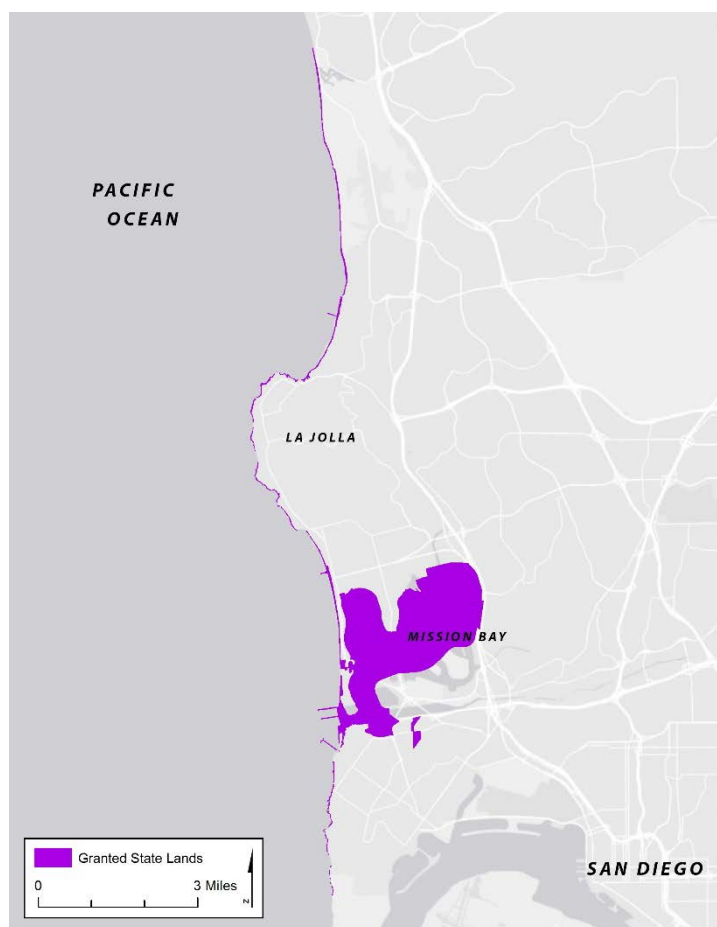 PACIFIC
OCEAN
LA JOLLA
MISSION BAY
SAN DIEGO
Granted State Lands
0 3 Miles
N